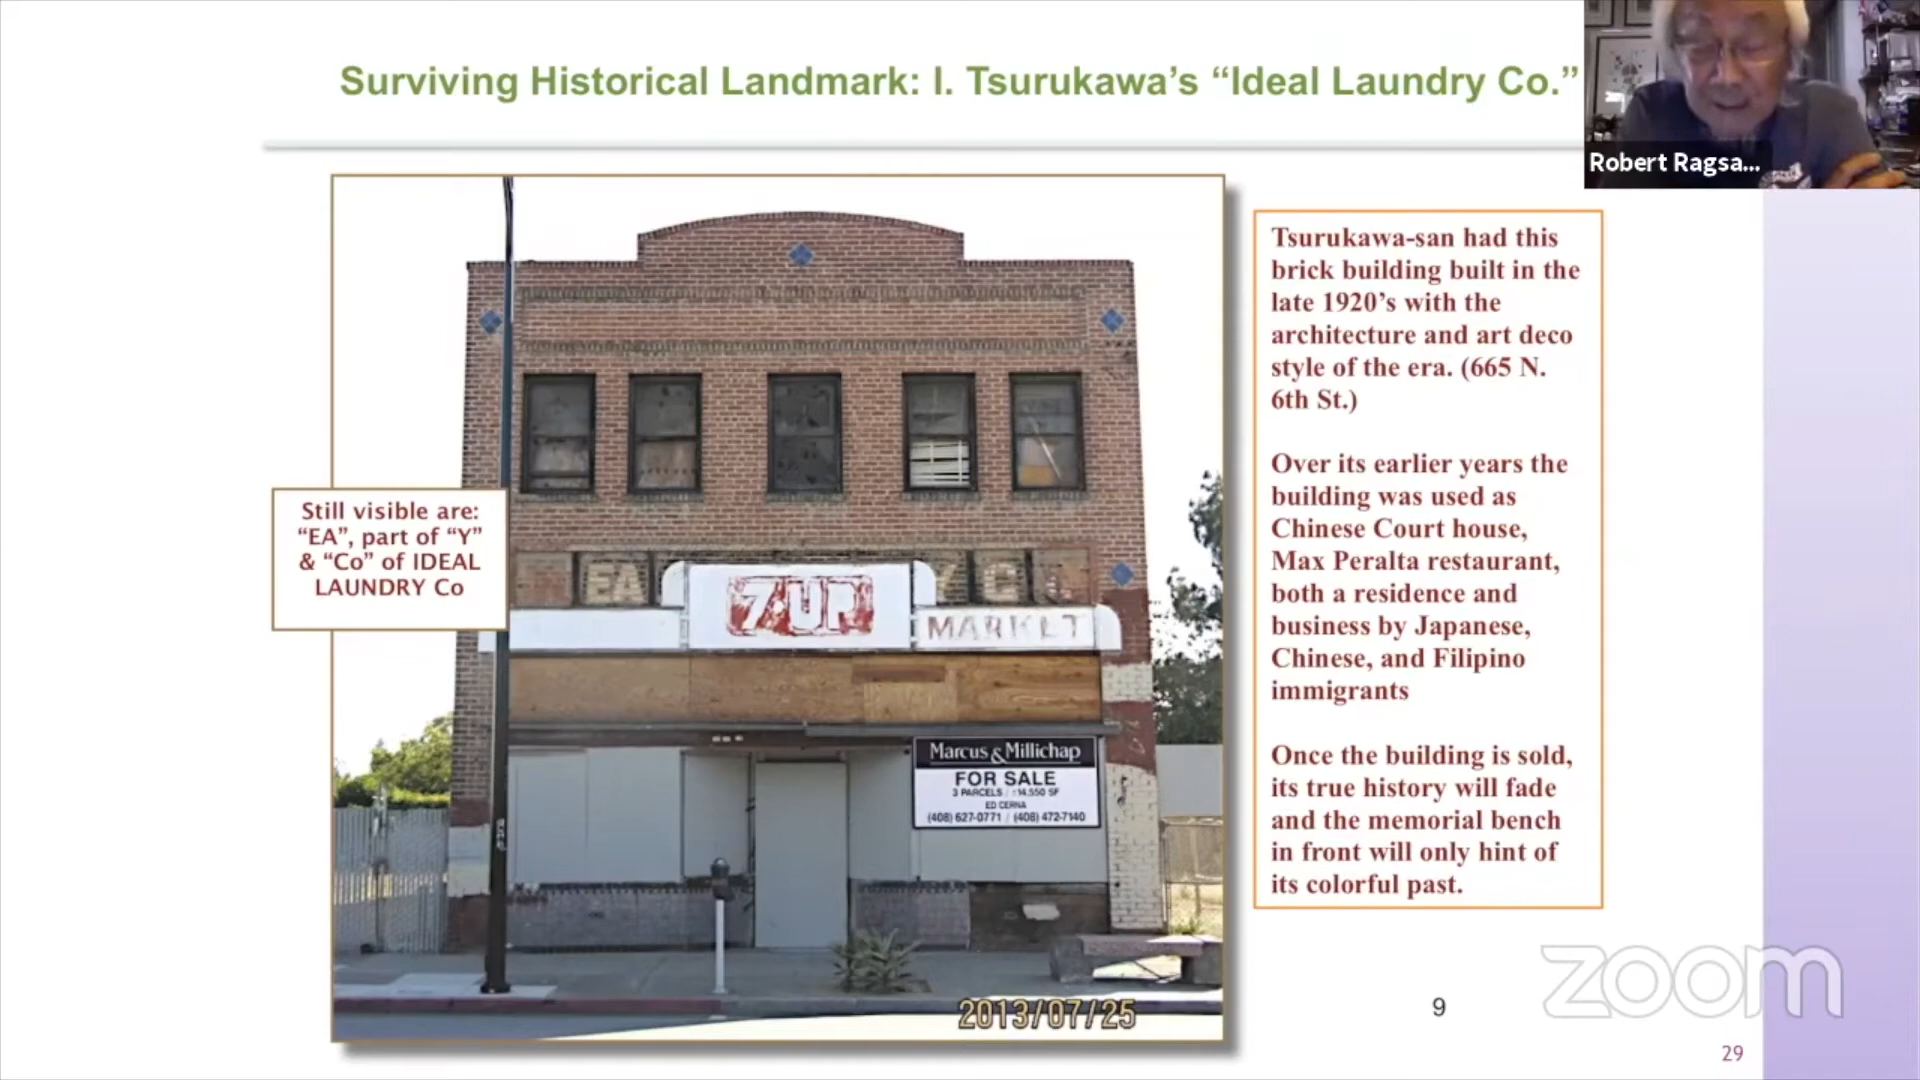 Surviving Historical Landmark: I. Tsurukawa’s “Ideal Laundry Co.”
Robert Ragsa...
Tsurukawa-san had this
brick building built in the
late 1920’s with the
architecture and art deco
style of the era. (665 N.
6th St.)
Over its earlier years the
building was used as
Chinese Court house,
Max Peralta restaurant,
both a residence and
business by Japanese,
Chinese, and Filipino
immigrants
Once the building is sold,
its true history will fade
and the memorial bench
in front will only hint of
its colorful past.
Still visible are:
“EA”, part of “Y”
& “Co” of IDEAL
LAUNDRY Co
EA Y Co
7·UP
MARKET
Marcus & Millichap
FOR SALE
3 PARCELS / ±14,550 SF
ED CERNA
(408) 627-0771 / (408) 472-7140
2013/07/25
9
zoom
29